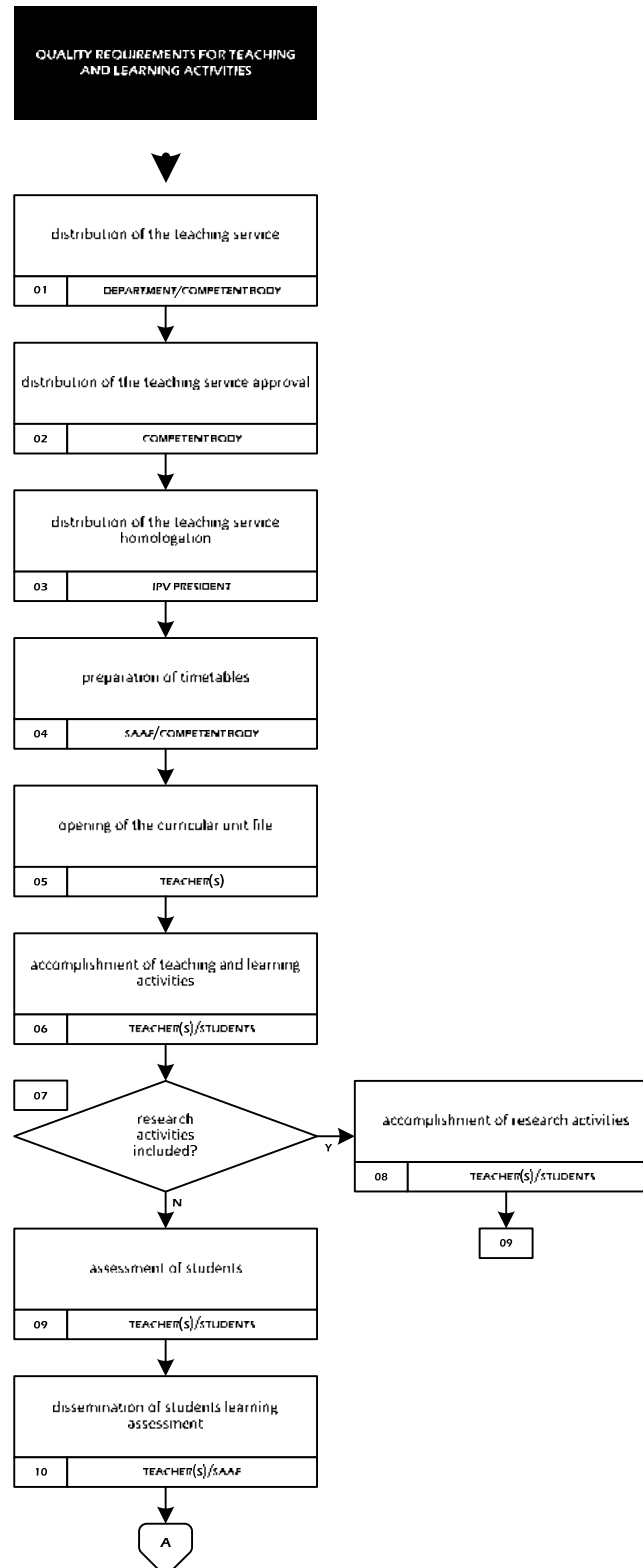 QUALITY REQUIREMENTS FOR TEACHING
AND LEARNING ACTIVITIES
distribution of the teaching service
01 DEPARTMENT/COMPETENT BODY
distribution of the teaching service approval
02 COMPETENT BODY
distribution of the teaching service
homologation
03 IPV PRESIDENT
preparation of timetables
04 SAAF/COMPETENT BODY
opening of the curricular unit file
05 TEACHER(S)
accomplishment of teaching and learning
activities
06 TEACHER(S)/STUDENTS
07
research
activities
included?
Y
N
accomplishment of research activities
08 TEACHER(S)/STUDENTS
09
assessment of students
09 TEACHER(S)/STUDENTS
dissemination of students learning
assessment
10 TEACHER(S)/SAAF
A